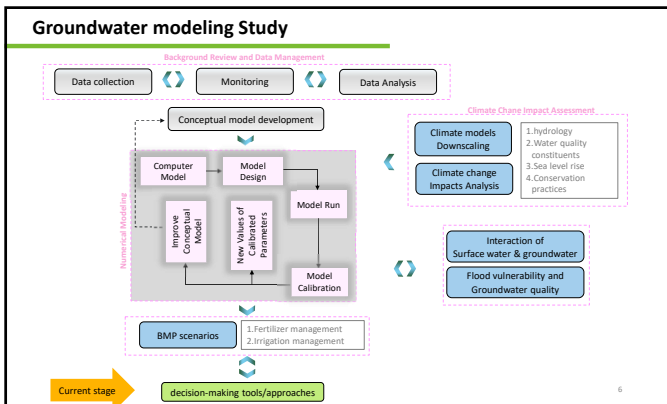 Groundwater modeling Study
Background Review and Data Management
Data collection
Monitoring
Data Analysis
Conceptual model development
Climate Chane Impact Assessment
Climate models
Downscaling
1.hydrology
2.Water quality
constituents
3.Sea level rise
4.Conservation
practices
Climate change
Impacts Analysis
Numerical Modeling
Computer
Model
Model
Design
Model Run
Improve
Conceptual
Model
New Values of
Calibrated
Parameters
Model
Calibration
Interaction of
Surface water & groundwater
Flood vulnerability and
Groundwater quality
BMP scenarios
1.Fertilizer management
2.Irrigation management
Current stage
decision-making tools/approaches
6